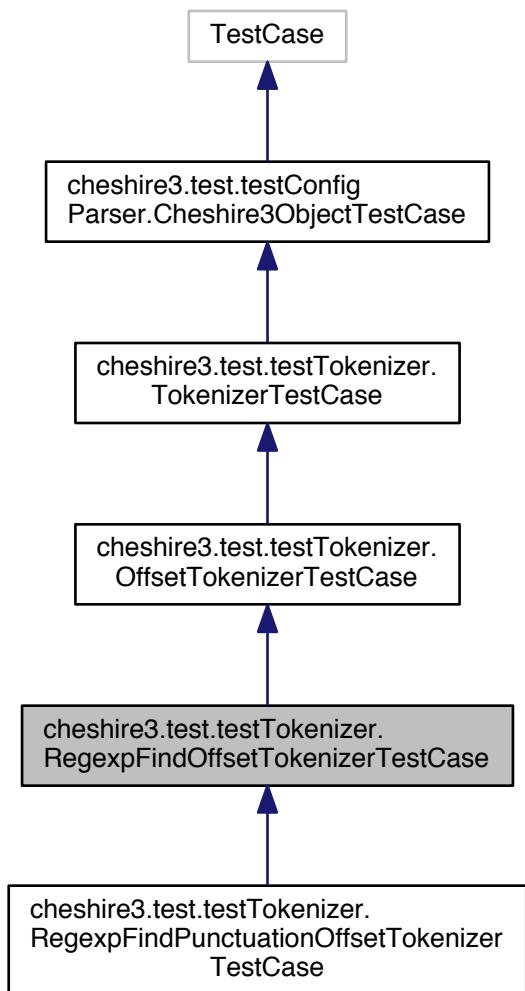 TestCase
cheshire3.test.testConfig
Parser.Cheshire3ObjectTestCase
cheshire3.test.testTokenizer.
TokenizerTestCase
cheshire3.test.testTokenizer.
OffsetTokenizerTestCase
cheshire3.test.testTokenizer.
RegexpFindOffsetTokenizerTestCase
cheshire3.test.testTokenizer.
RegexpFindPunctuationOffsetTokenizer
TestCase